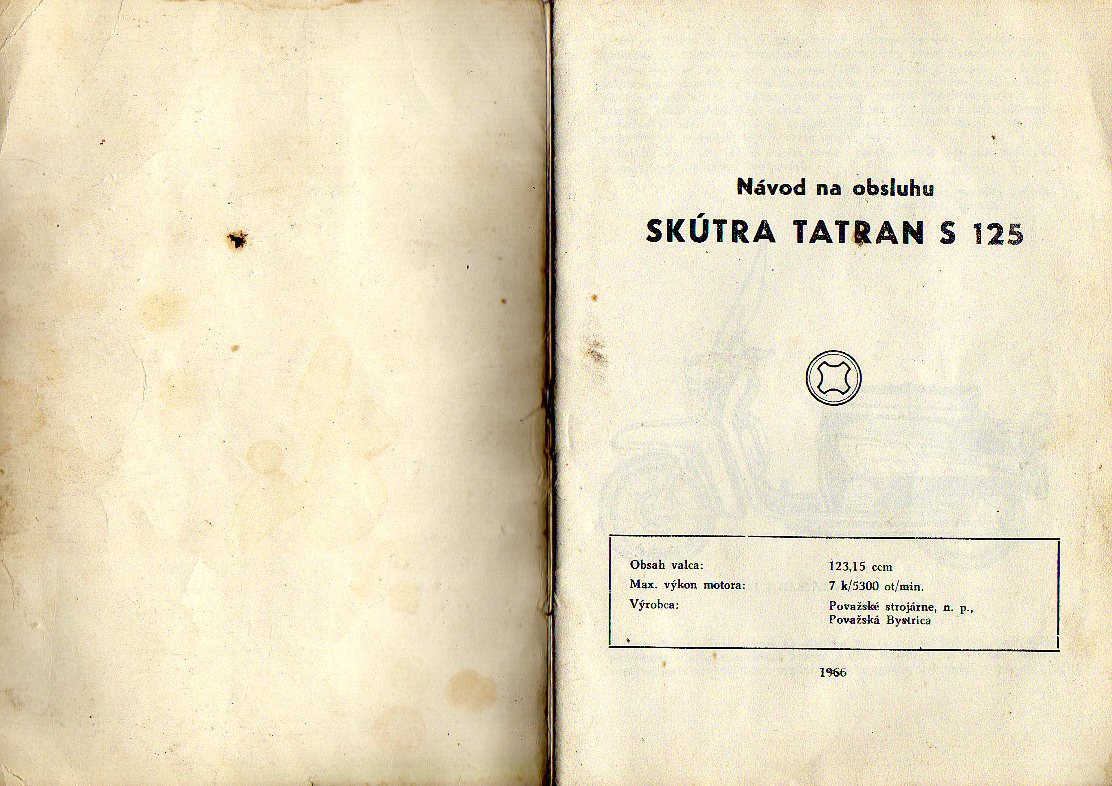 Návod na obsluhu
SKÚTRA TATRAN S 125
Obsah valca: 123,15 ccm
Max. výkon motora: 7 k/5300 ot/min.
Výrobca: Považské strojárne, n. p.,
Považská Bystrica
1966